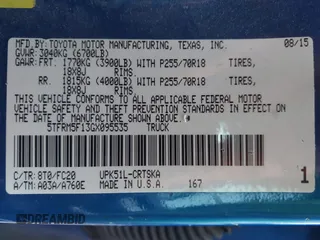 MFD. BY: TOYOTA MOTOR MANUFACTURING, TEXAS, INC. 08/15
GVWR: 3040KG (6700LB)
GAWR: FRT. 1770KG (3900LB) WITH P255/70R18 TIRES,
18X8J RIMS.
RR. 1815KG (4000LB) WITH P255/70R18 TIRES,
18X8J RIMS.
THIS VEHICLE CONFORMS TO ALL APPLICABLE FEDERAL MOTOR
VEHICLE SAFETY AND THEFT PREVENTION STANDARDS IN EFFECT ON
THE DATE OF MANUFACTURE SHOWN ABOVE.
5TFRM5F13GX095535 TRUCK
C/TR: 8T0/FC20 UPK51L-CRTSKA
A/TM: A03A/A760E MADE IN U.S.A. 167 1
DREAMBID